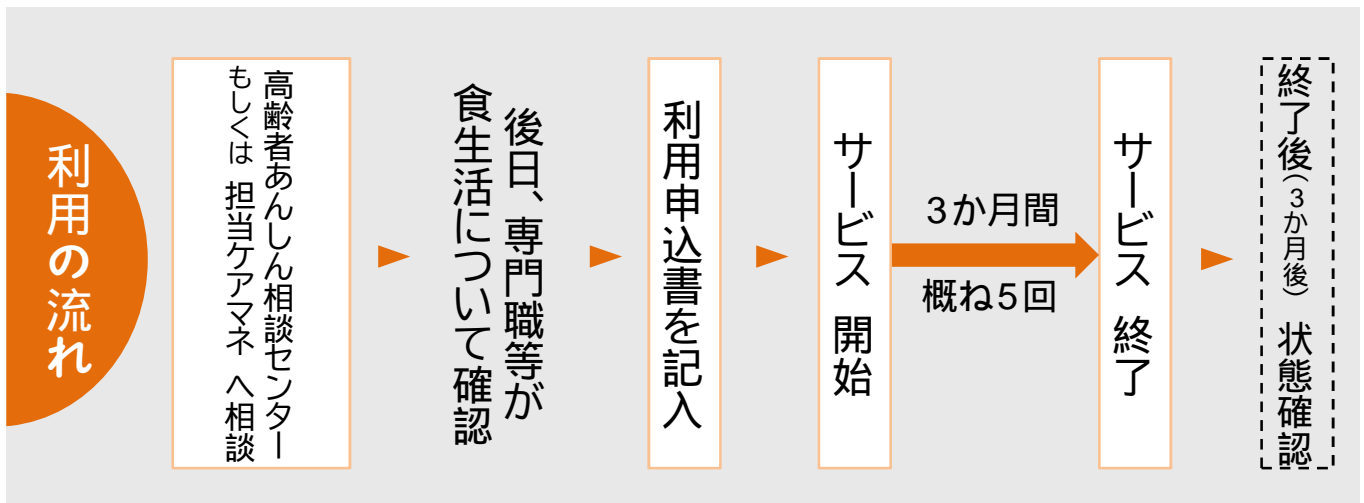 利用の流れ
高齢者あんしん相談センター
もしくは 担当ケアマネ へ相談
後日、専門職等が
食生活について確認
利用申込書を記入
サービス 開始
3か月間
概ね5回
サービス 終了
終了後(3か月後) 状態確認